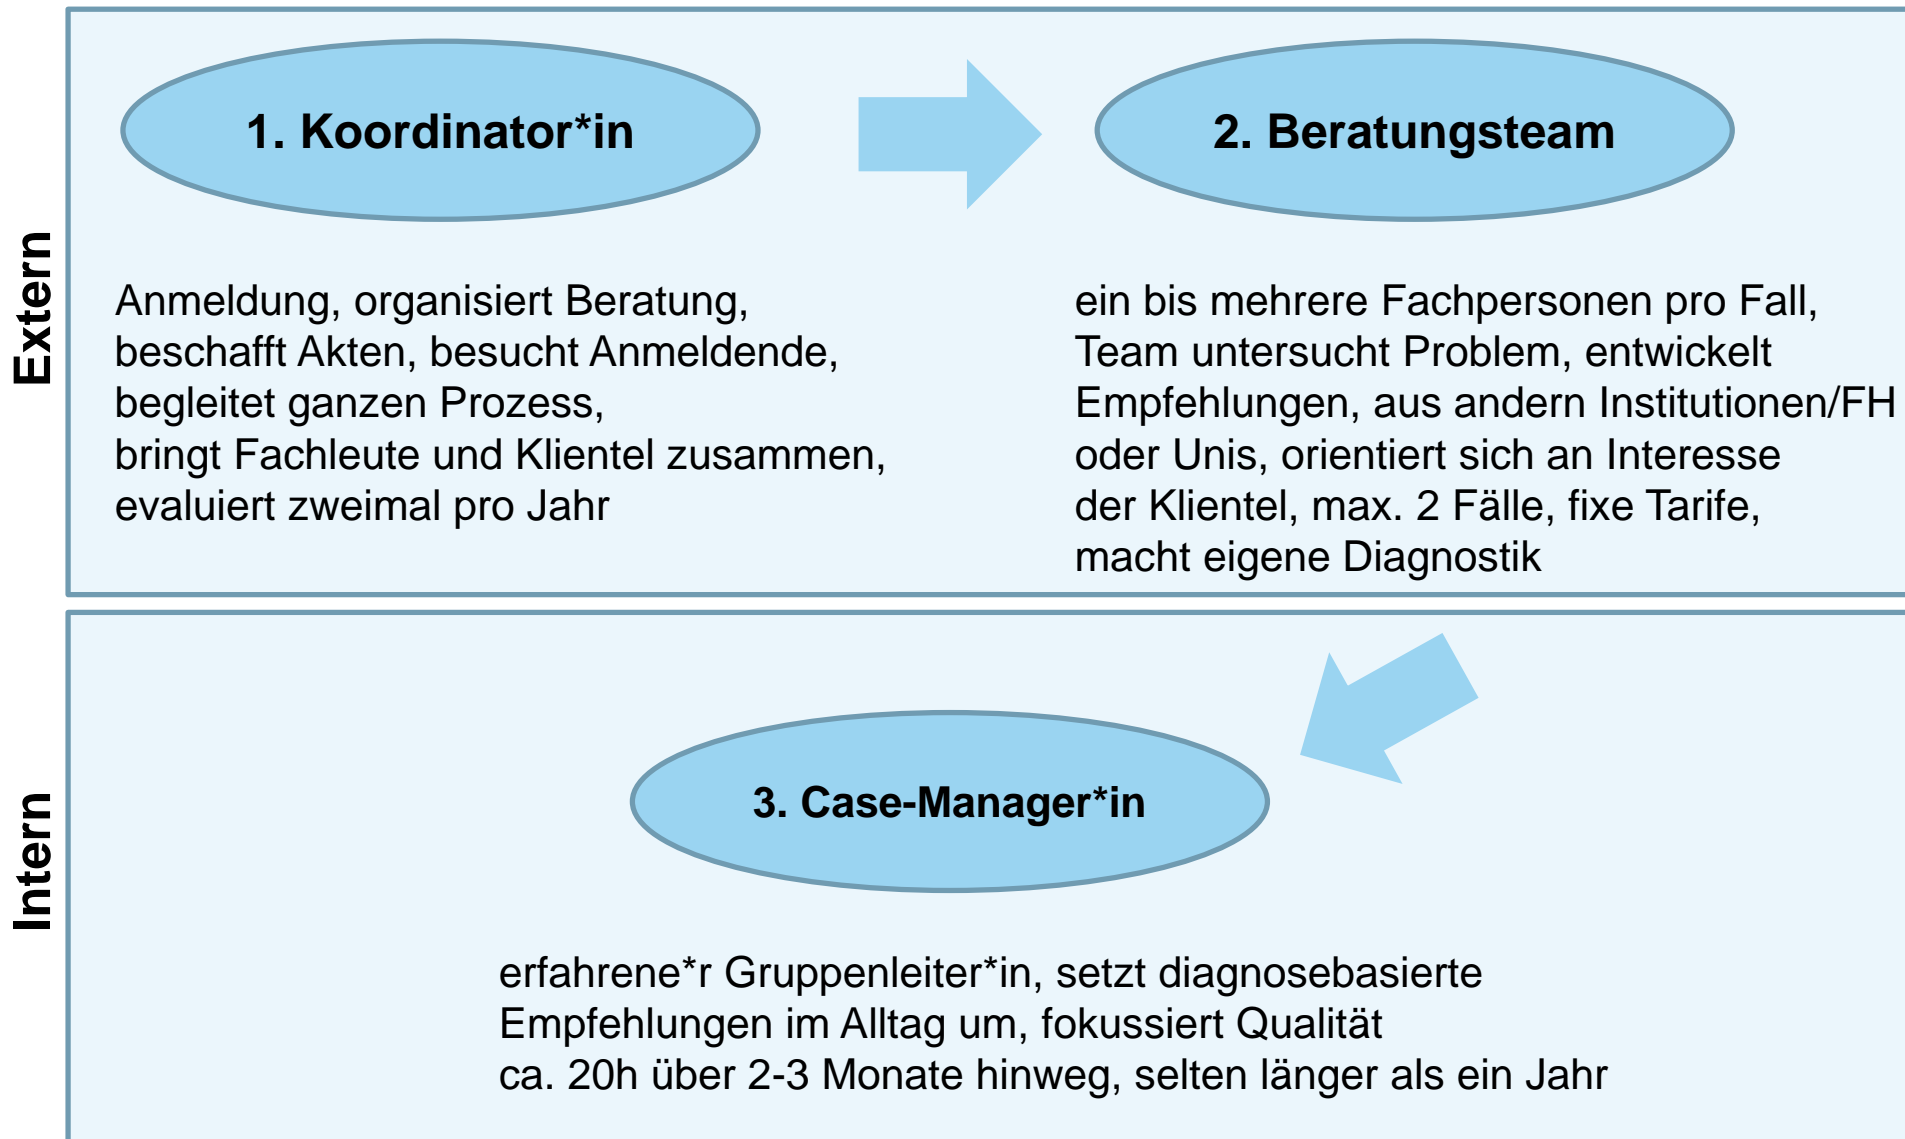 Extern
1. Koordinator*in
2. Beratungsteam
Anmeldung, organisiert Beratung,
beschafft Akten, besucht Anmeldende,
begleitet ganzen Prozess,
bringt Fachleute und Klientel zusammen,
evaluiert zweimal pro Jahr
ein bis mehrere Fachpersonen pro Fall,
Team untersucht Problem, entwickelt
Empfehlungen, aus andern Institutionen/FH
oder Unis, orientiert sich an Interesse
der Klientel, max. 2 Fälle, fixe Tarife,
macht eigene Diagnostik
Intern
3. Case-Manager*in
erfahrene*r Gruppenleiter*in, setzt diagnosebasierte
Empfehlungen im Alltag um, fokussiert Qualität
ca. 20h über 2-3 Monate hinweg, selten länger als ein Jahr